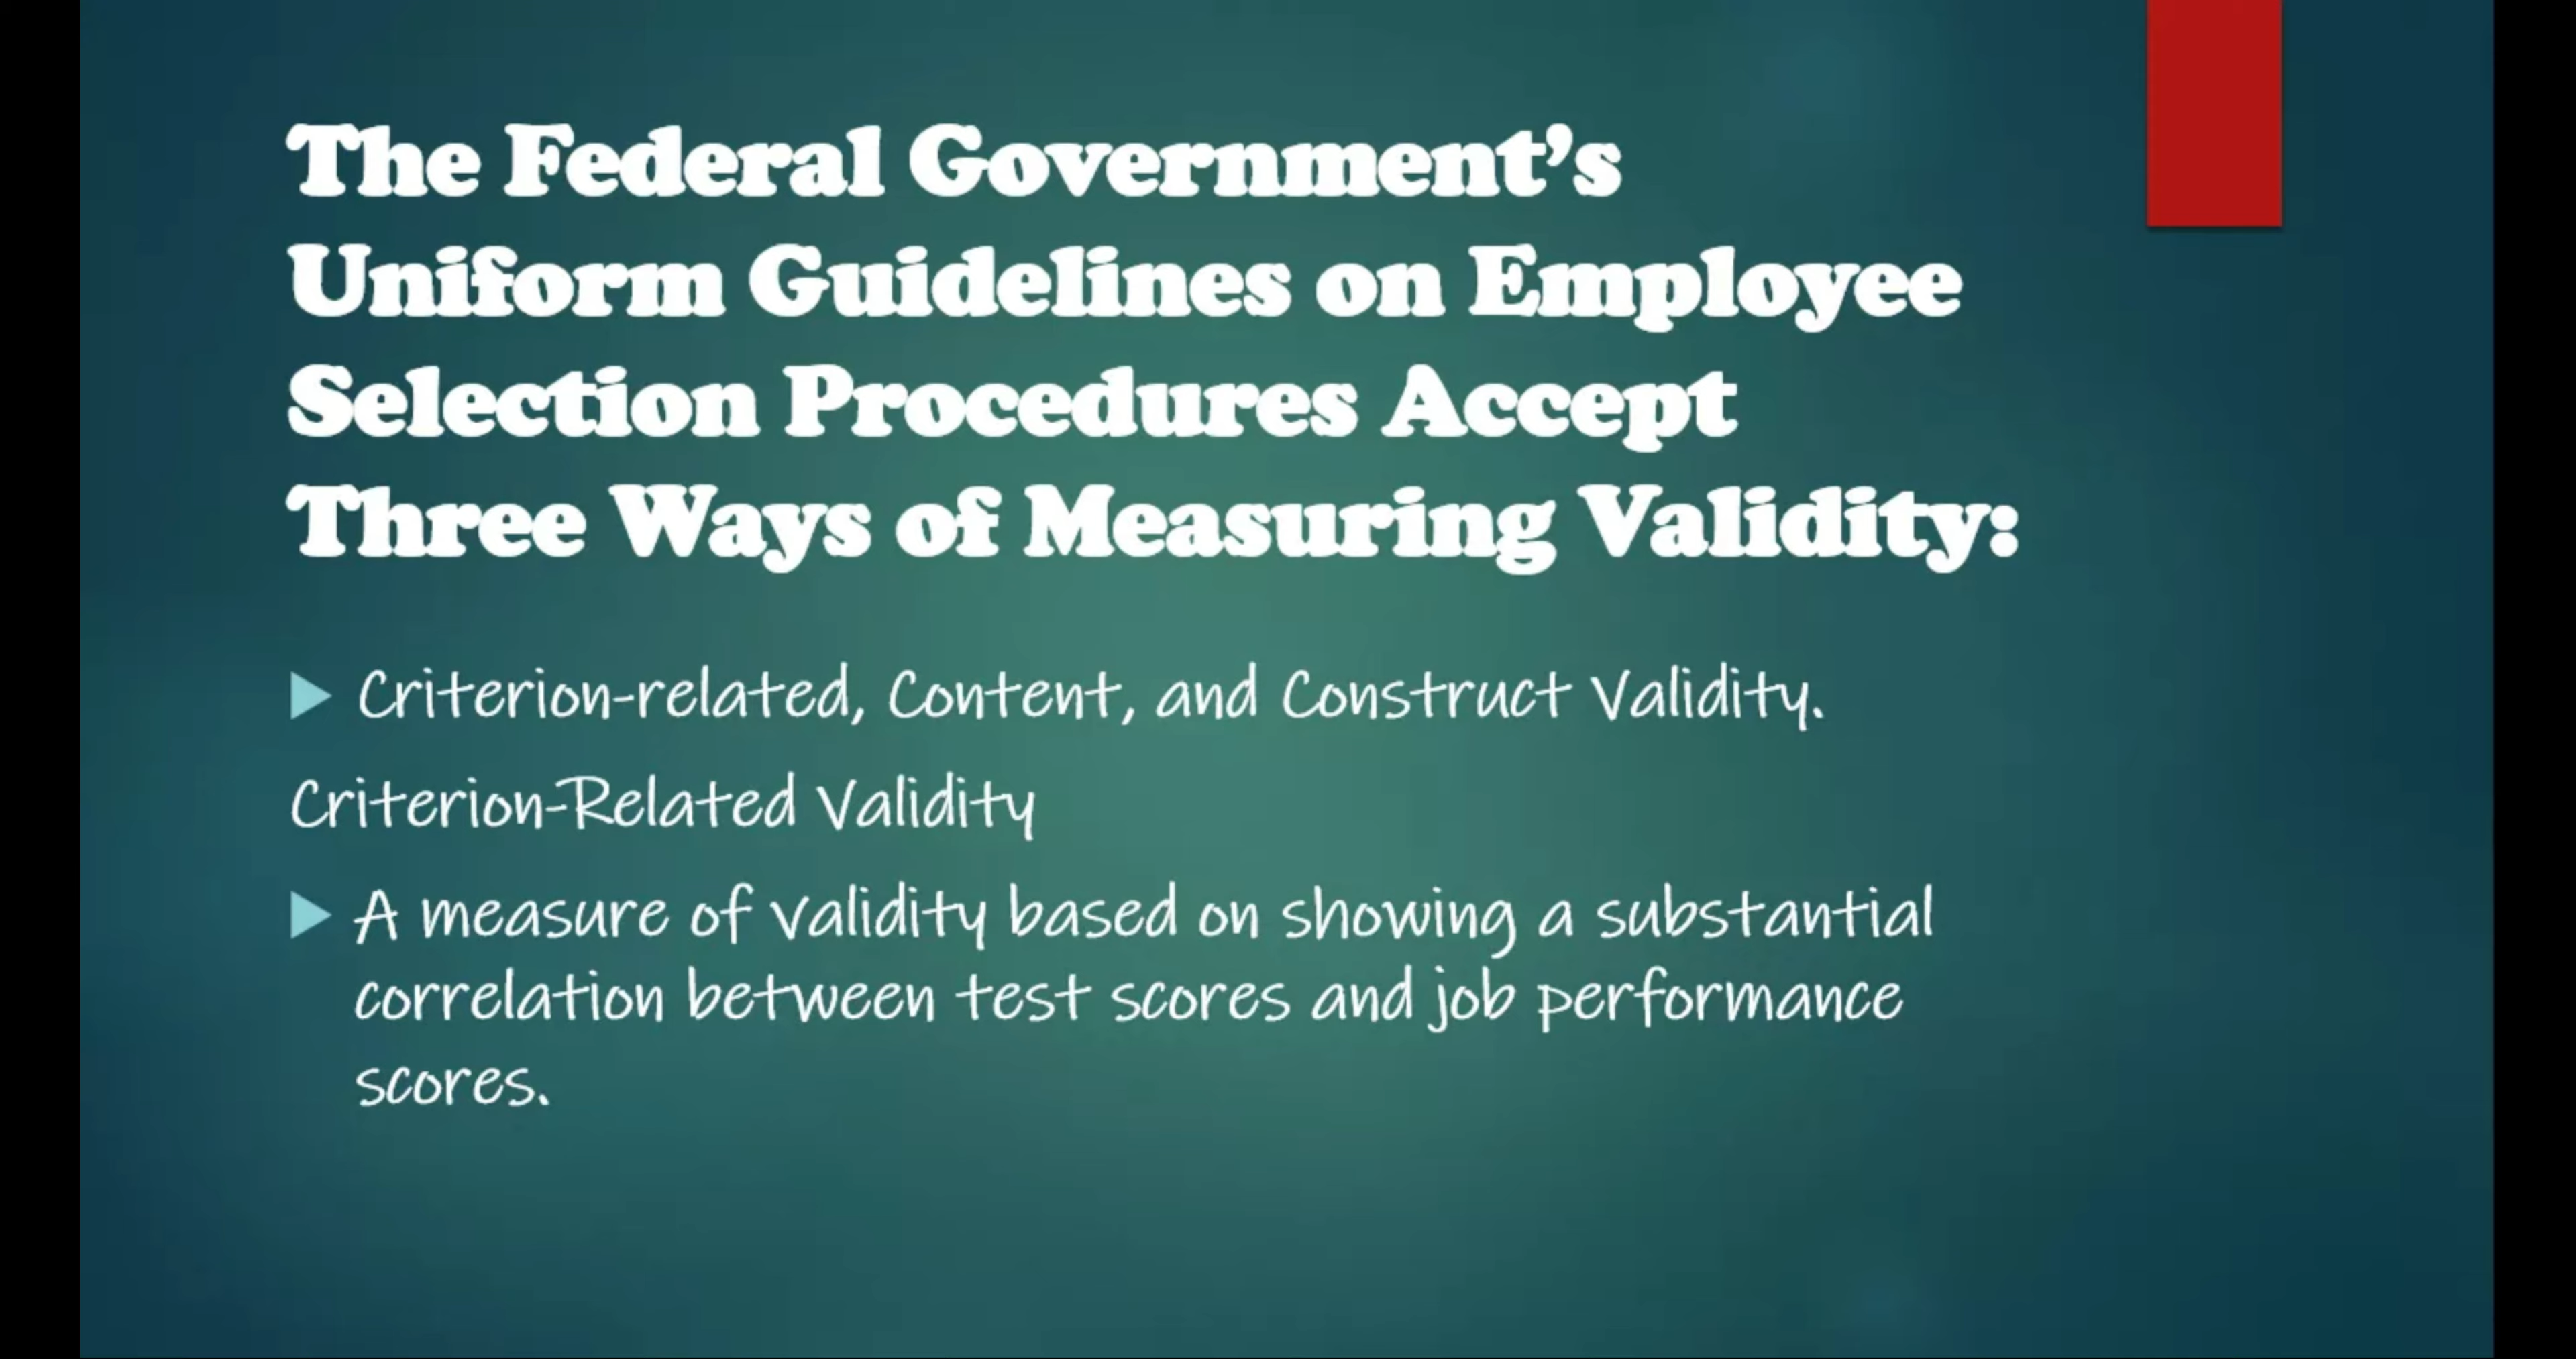 The Federal Government’s
Uniform Guidelines on Employee
Selection Procedures Accept
Three Ways of Measuring Validity:
Criterion-related, Content, and Construct Validity.
Criterion-Related Validity
A measure of validity based on showing a substantial
correlation between test scores and job performance
scores.